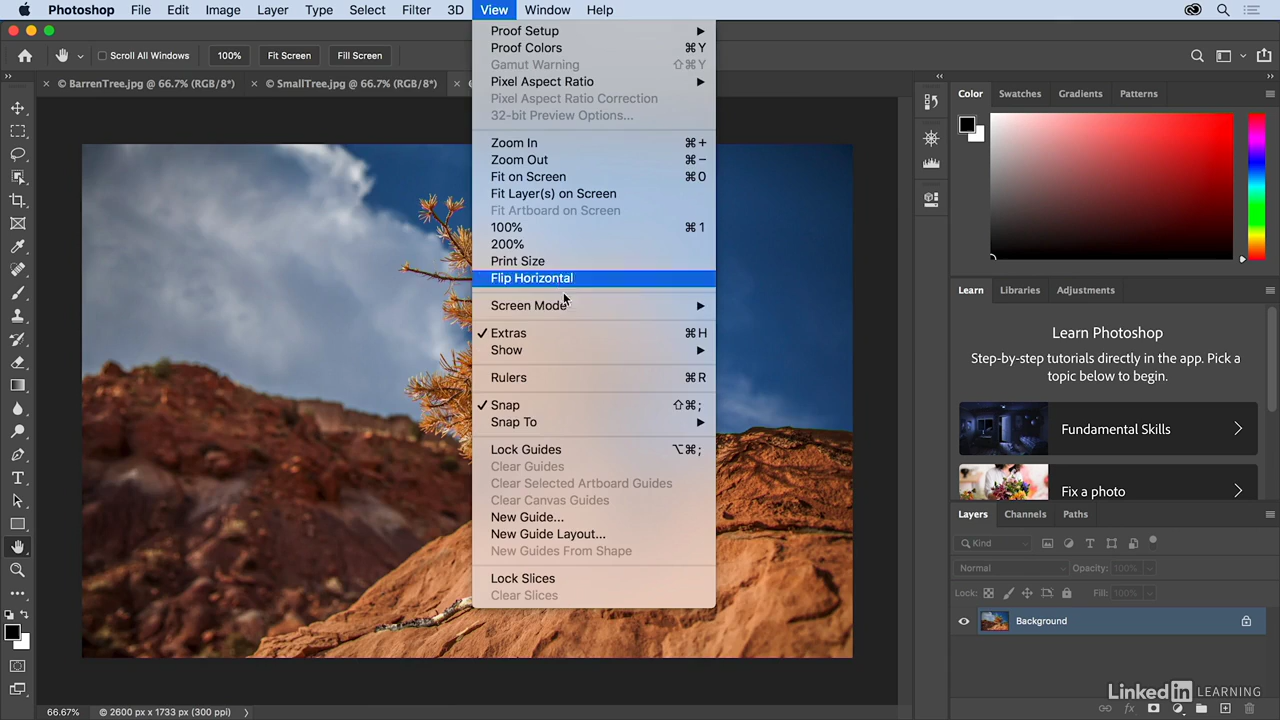 Photoshop File Edit Image Layer Type Select Filter 3D View Window Help
Scroll All Windows 100% Fit Screen Fill Screen
© BarrenTree.jpg @ 66.7% (RGB/8*) © SmallTree.jpg @ 66.7% (RGB/8*)
Proof Setup
Proof Colors ⌘Y
Gamut Warning ⇧⌘Y
Pixel Aspect Ratio
Pixel Aspect Ratio Correction
32-bit Preview Options...
Zoom In ⌘+
Zoom Out ⌘−
Fit on Screen ⌘0
Fit Layer(s) on Screen
Fit Artboard on Screen
100% ⌘1
200%
Print Size
Flip Horizontal
Screen Mode
Extras ⌘H
Show
Rulers ⌘R
Snap ⇧⌘;
Snap To
Lock Guides ⌥⌘;
Clear Guides
Clear Selected Artboard Guides
Clear Canvas Guides
New Guide...
New Guide Layout...
New Guides From Shape
Lock Slices
Clear Slices
Color Swatches Gradients Patterns
Learn Libraries Adjustments
Learn Photoshop
Step-by-step tutorials directly in the app. Pick a
topic below to begin.
Fundamental Skills
Fix a photo
Layers Channels Paths
Kind
Normal Opacity: 100%
Lock: Fill: 100%
Background
Linked in LEARNING
66.67% © 2600 px x 1733 px (300 ppi)